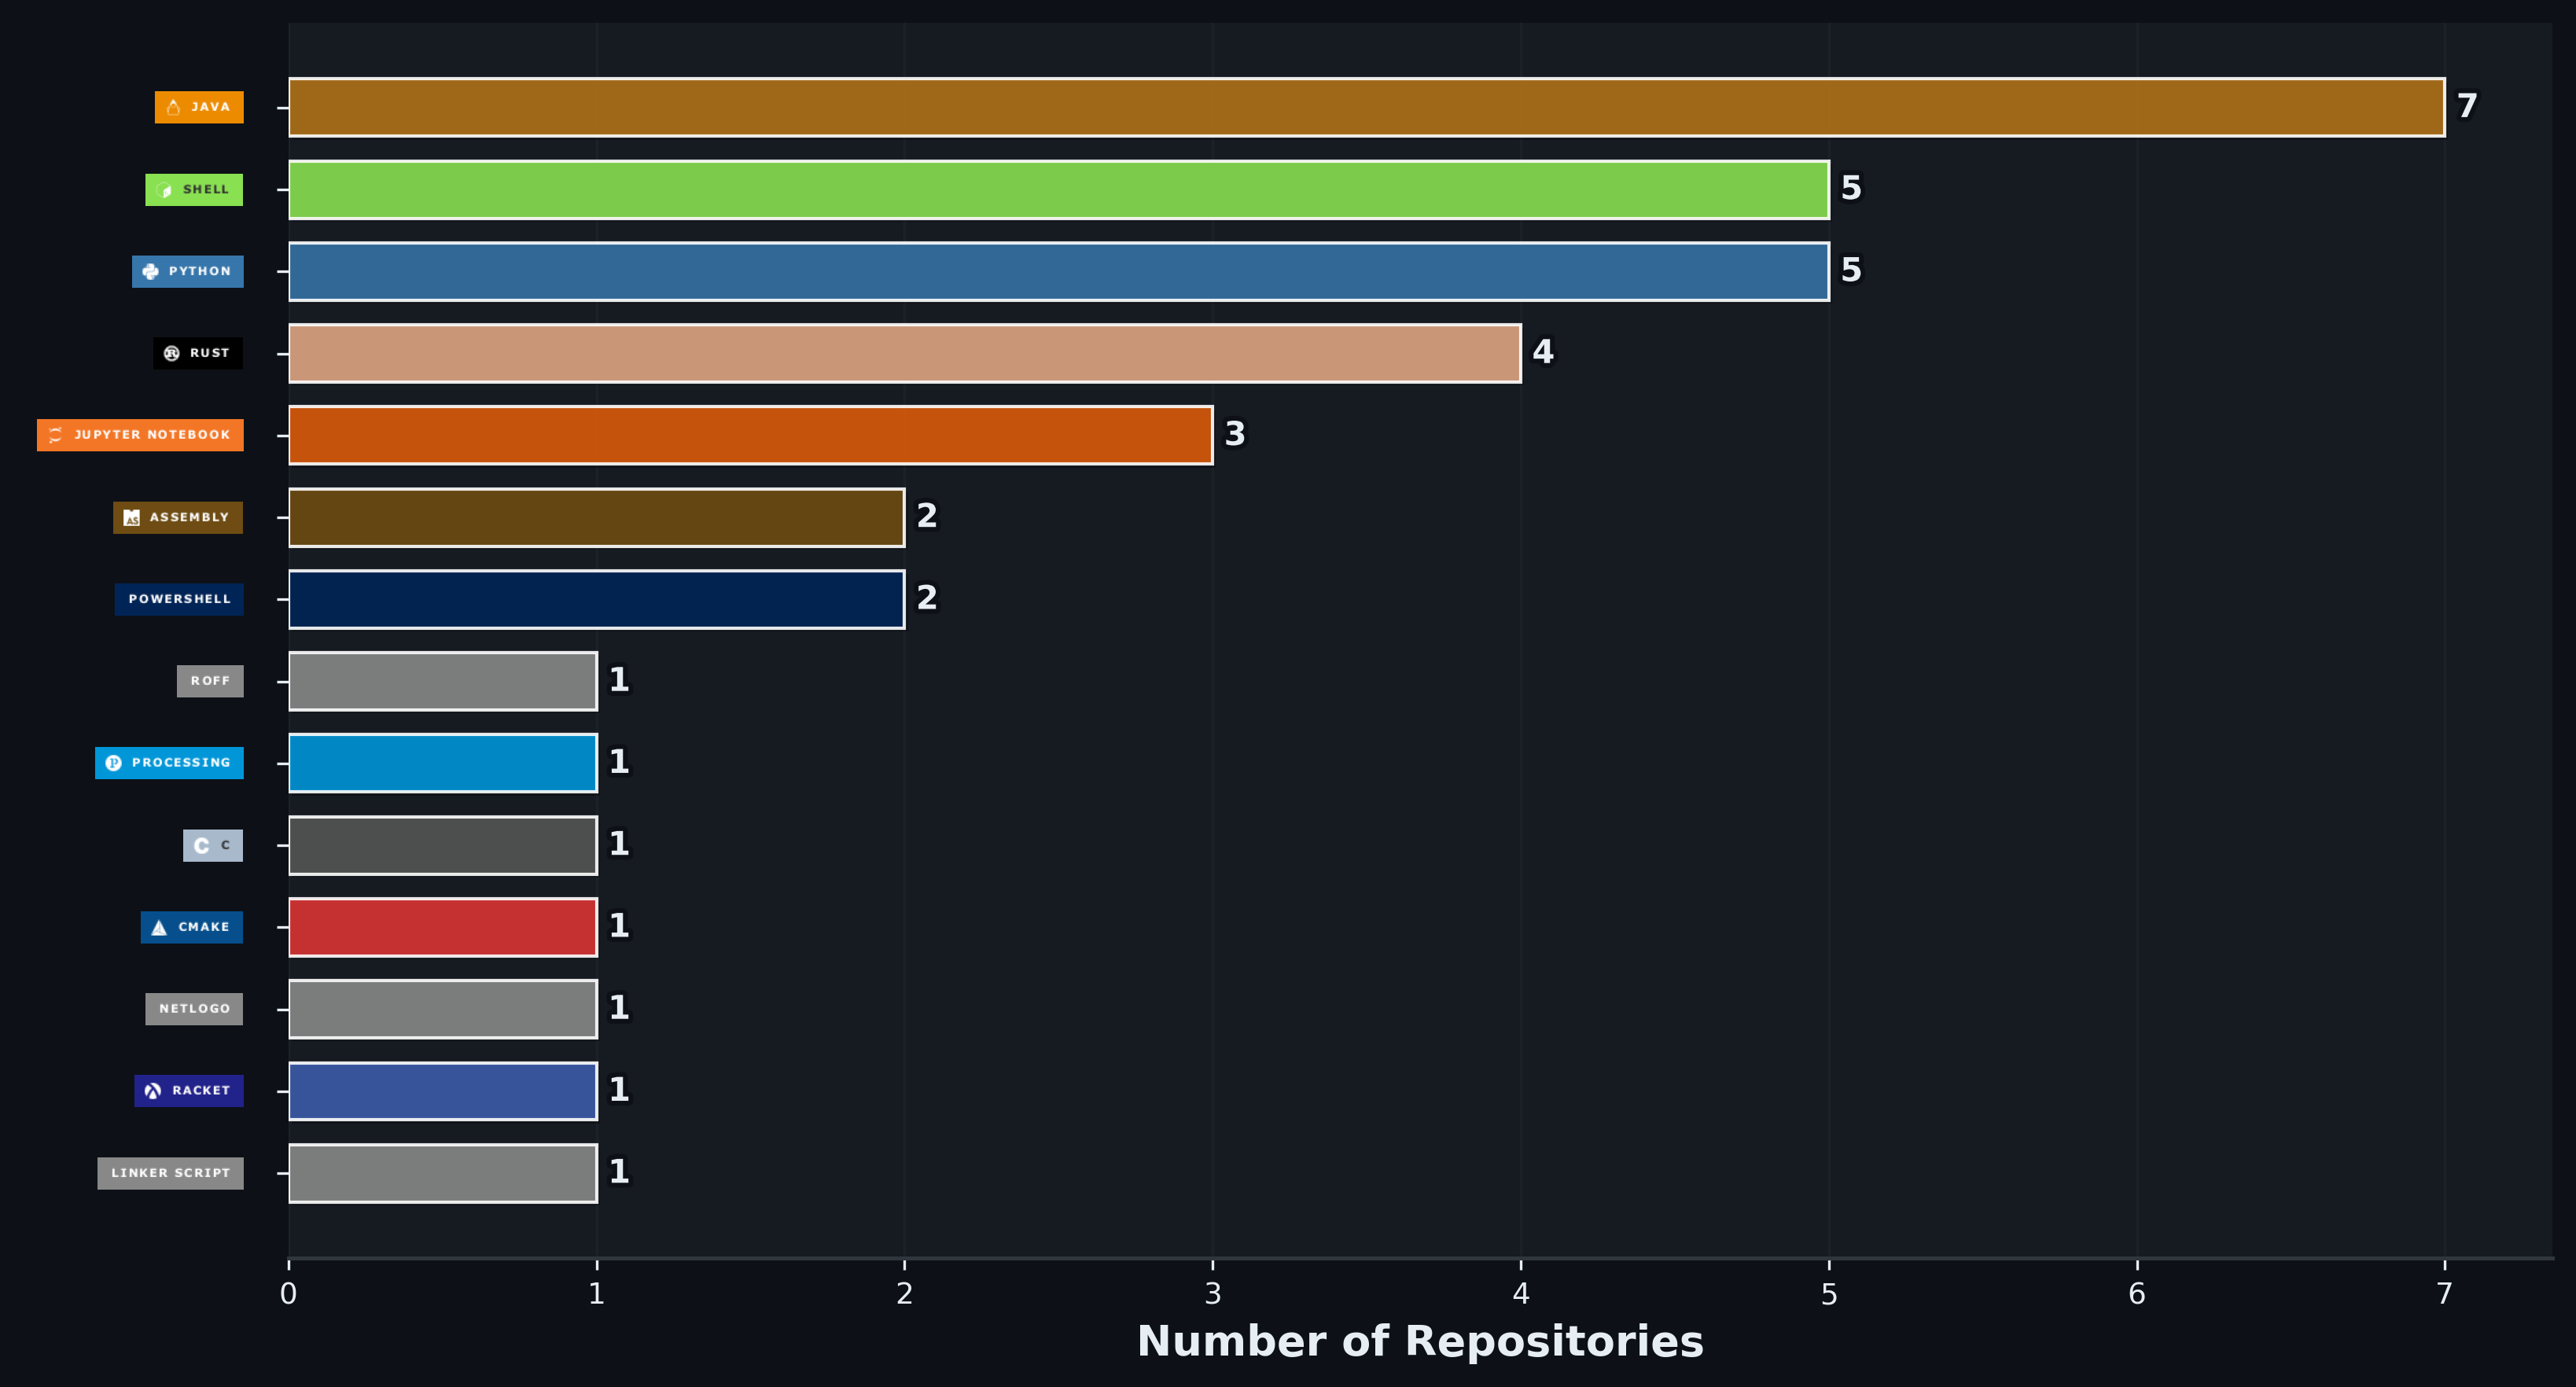 JAVA 7
SHELL 5
PYTHON 5
RUST 4
JUPYTER NOTEBOOK 3
AS ASSEMBLY 2
POWERSHELL 2
ROFF 1
P PROCESSING 1
C C 1
CMAKE 1
NETLOGO 1
RACKET 1
LINKER SCRIPT 1
0 1 2 3 4 5 6 7
Number of Repositories